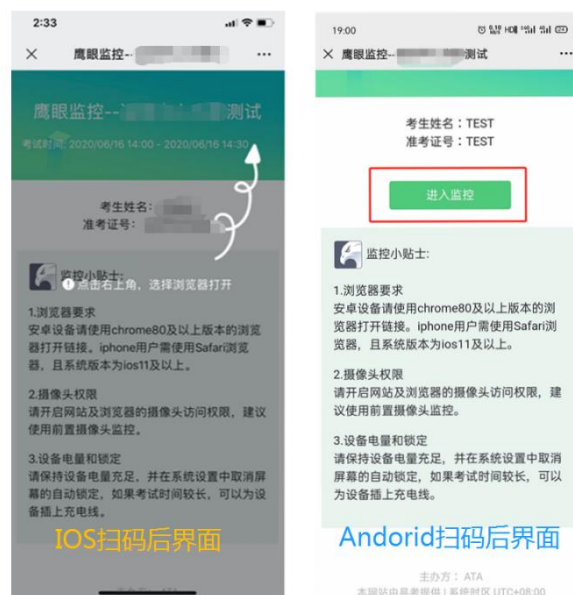 2:33
鹰眼监控--
鹰眼监控-- 测试
考试时间: 2020/06/16 14:00 - 2020/06/16 14:30
考生姓名:
准考证号:
监控小贴士:
点击右上角，选择浏览器打开
1.浏览器要求
安卓设备请使用chrome80及以上版本的浏览
器打开链接。iphone用户需使用Safari浏览
器，且系统版本为ios11及以上。
2.摄像头权限
请开启网站及浏览器的摄像头访问权限，建议
使用前置摄像头监控。
3.设备电量和锁定
请保持设备电量充足，并在系统设置中取消屏
幕的自动锁定，如果考试时间较长，可以为设
备插上充电线。
IOS扫码后界面
19:00
鹰眼监控-- 测试
考生姓名：TEST
准考证号：TEST
进入监控
监控小贴士:
1.浏览器要求
安卓设备请使用chrome80及以上版本的浏
览器打开链接。iphone用户需使用Safari浏
览器，且系统版本为ios11及以上。
2.摄像头权限
请开启网站及浏览器的摄像头访问权限，建
议使用前置摄像头监控。
3.设备电量和锁定
请保持设备电量充足，并在系统设置中取消
屏幕的自动锁定，如果考试时间较长，可以
为设备插上充电线。
Andorid扫码后界面
主办方： ATA
本网站由易考提供 | 系统时区 UTC+08:00